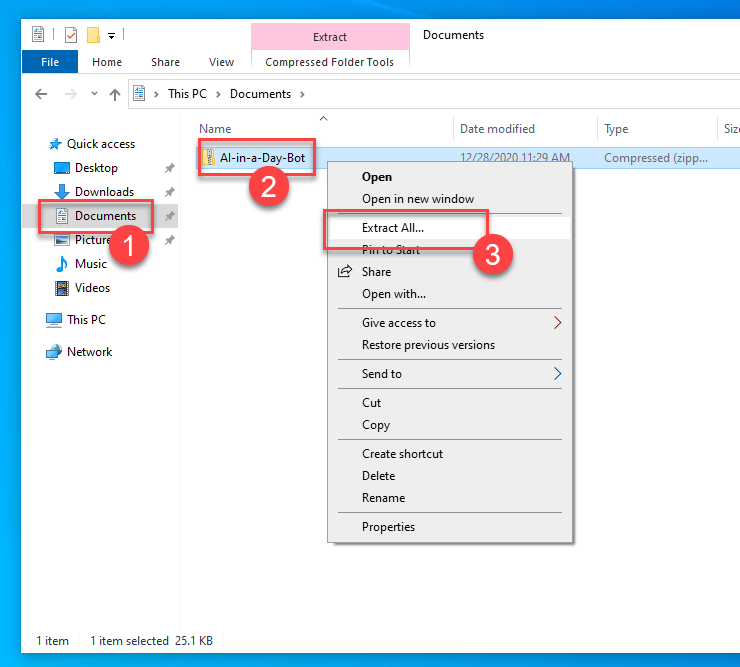 Extract
Documents
File
Home
Share
View
Compressed Folder Tools
This PC > Documents >
Name
Date modified
Type
Quick access
AI-in-a-Day-Bot
12/28/2020 11:29 AM
Compressed (zipp...
2
Desktop
Downloads
Documents
1
Music
Videos
This PC
Network
Open
Open in new window
Extract All...
3
Pin to Start
Share
Open with...
Give access to
Restore previous versions
Send to
Cut
Copy
Create shortcut
Delete
Rename
Properties
1 item
1 item selected 25.1 KB